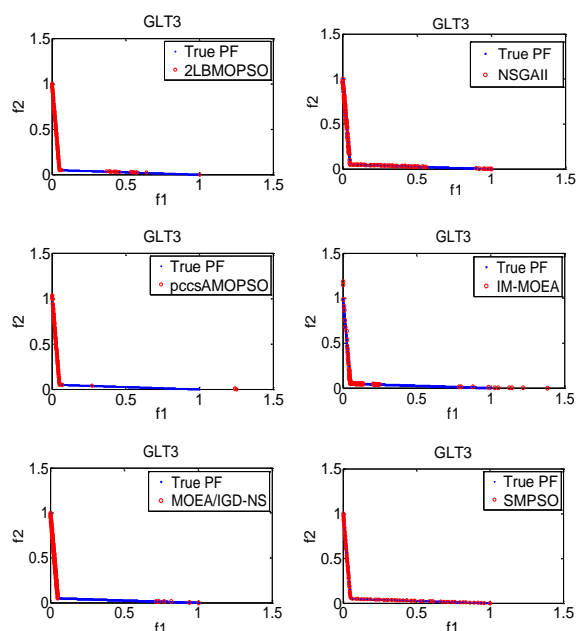 GLT3
1.5
True PF
2LBMOPSO
1
f2
0.5
0
0 0.5 1 1.5
f1
GLT3
1.5
True PF
NSGAII
1
f2
0.5
0
0 0.5 1 1.5
f1
GLT3
1.5
True PF
pccsAMOPSO
1
f2
0.5
0
0 0.5 1 1.5
f1
GLT3
1.5
True PF
IM-MOEA
1
f2
0.5
0
0 0.5 1 1.5
f1
GLT3
1.5
True PF
MOEA/IGD-NS
1
f2
0.5
0
0 0.5 1 1.5
f1
GLT3
1.5
True PF
SMPSO
1
f2
0.5
0
0 0.5 1 1.5
f1